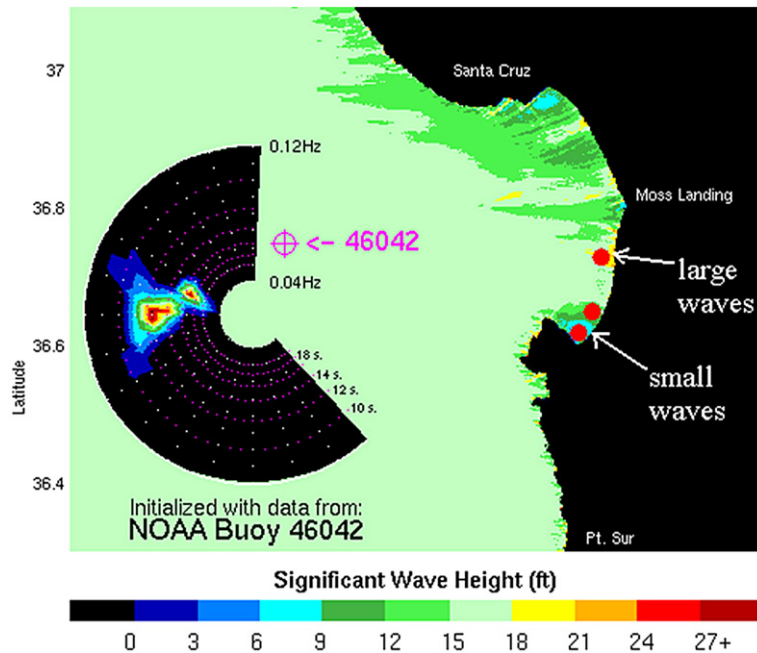 37
Santa Cruz
0.12Hz
36.8
Moss Landing
<- 46042
large
waves
0.04Hz
36.6
18 s.
14 s.
12 s.
10 s.
small
waves
Latitude
36.4
Initialized with data from:
NOAA Buoy 46042
Pt. Sur
Significant Wave Height (ft)
0 3 6 9 12 15 18 21 24 27+